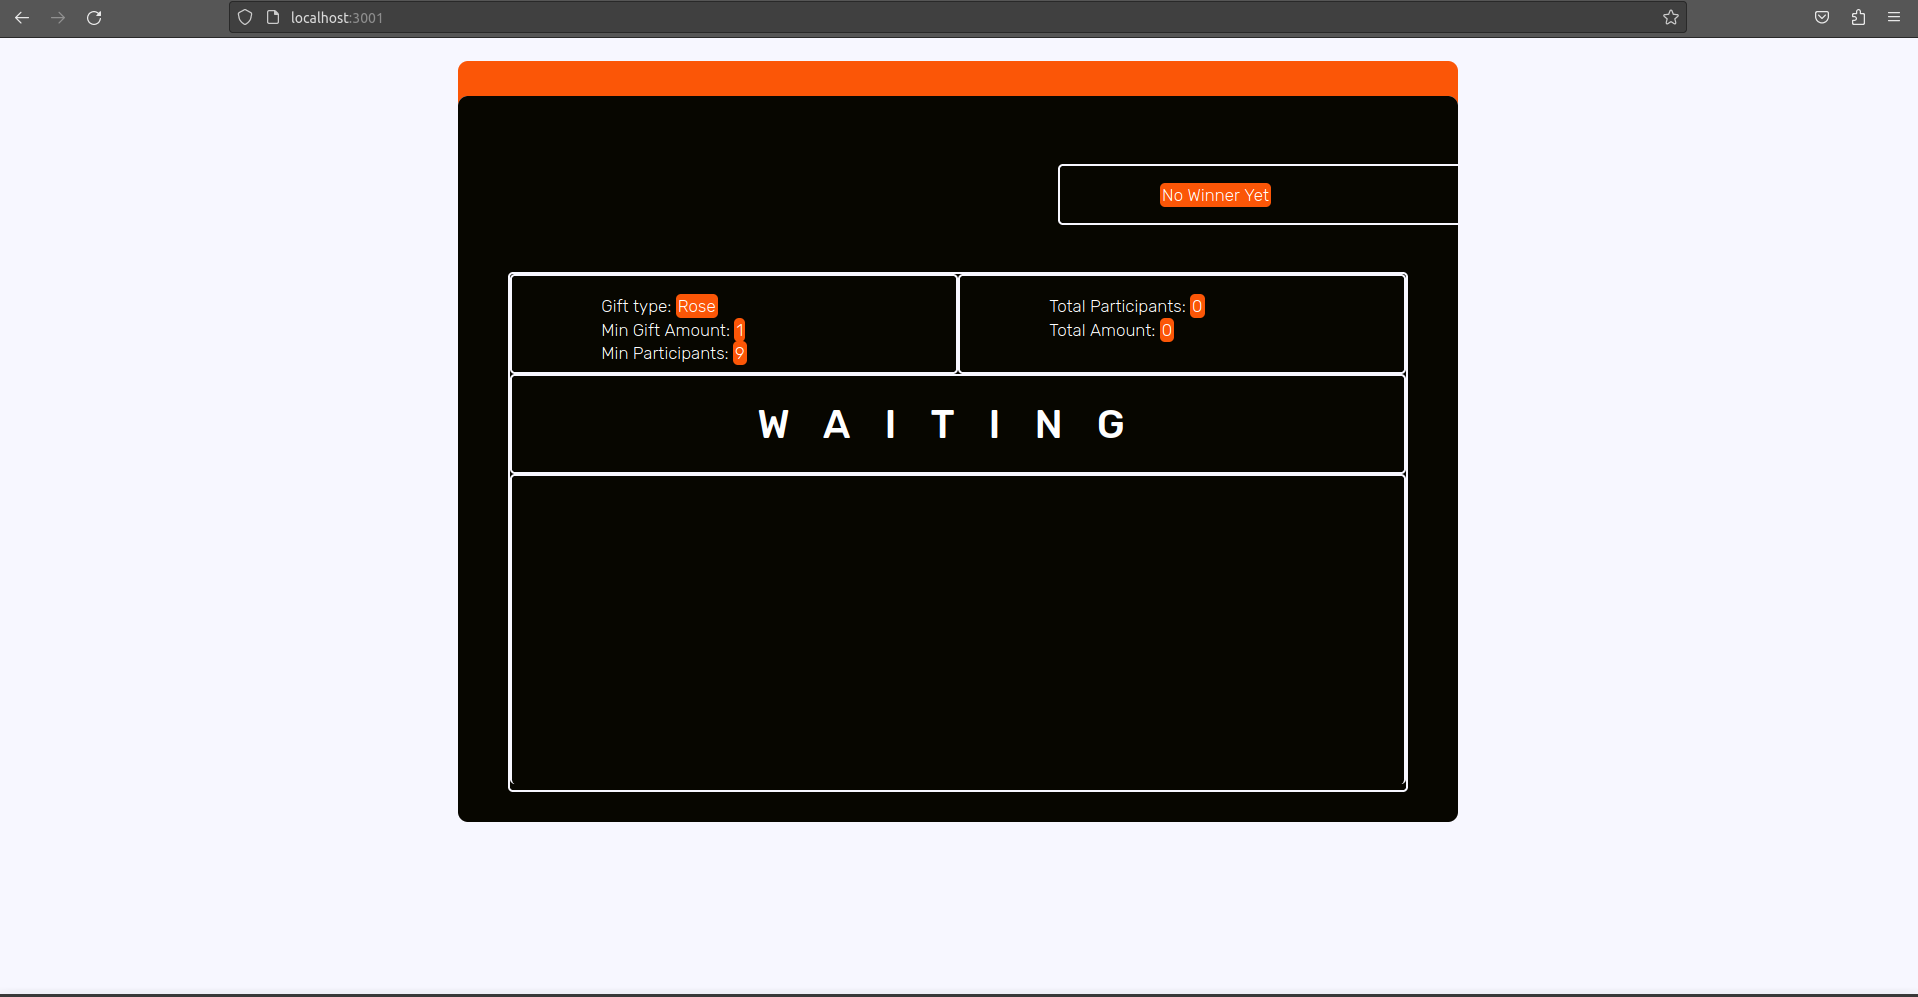 localhost:3001
No Winner Yet
Gift type: Rose
Min Gift Amount: 1
Min Participants: 9
Total Participants: 0
Total Amount: 0
WAITING